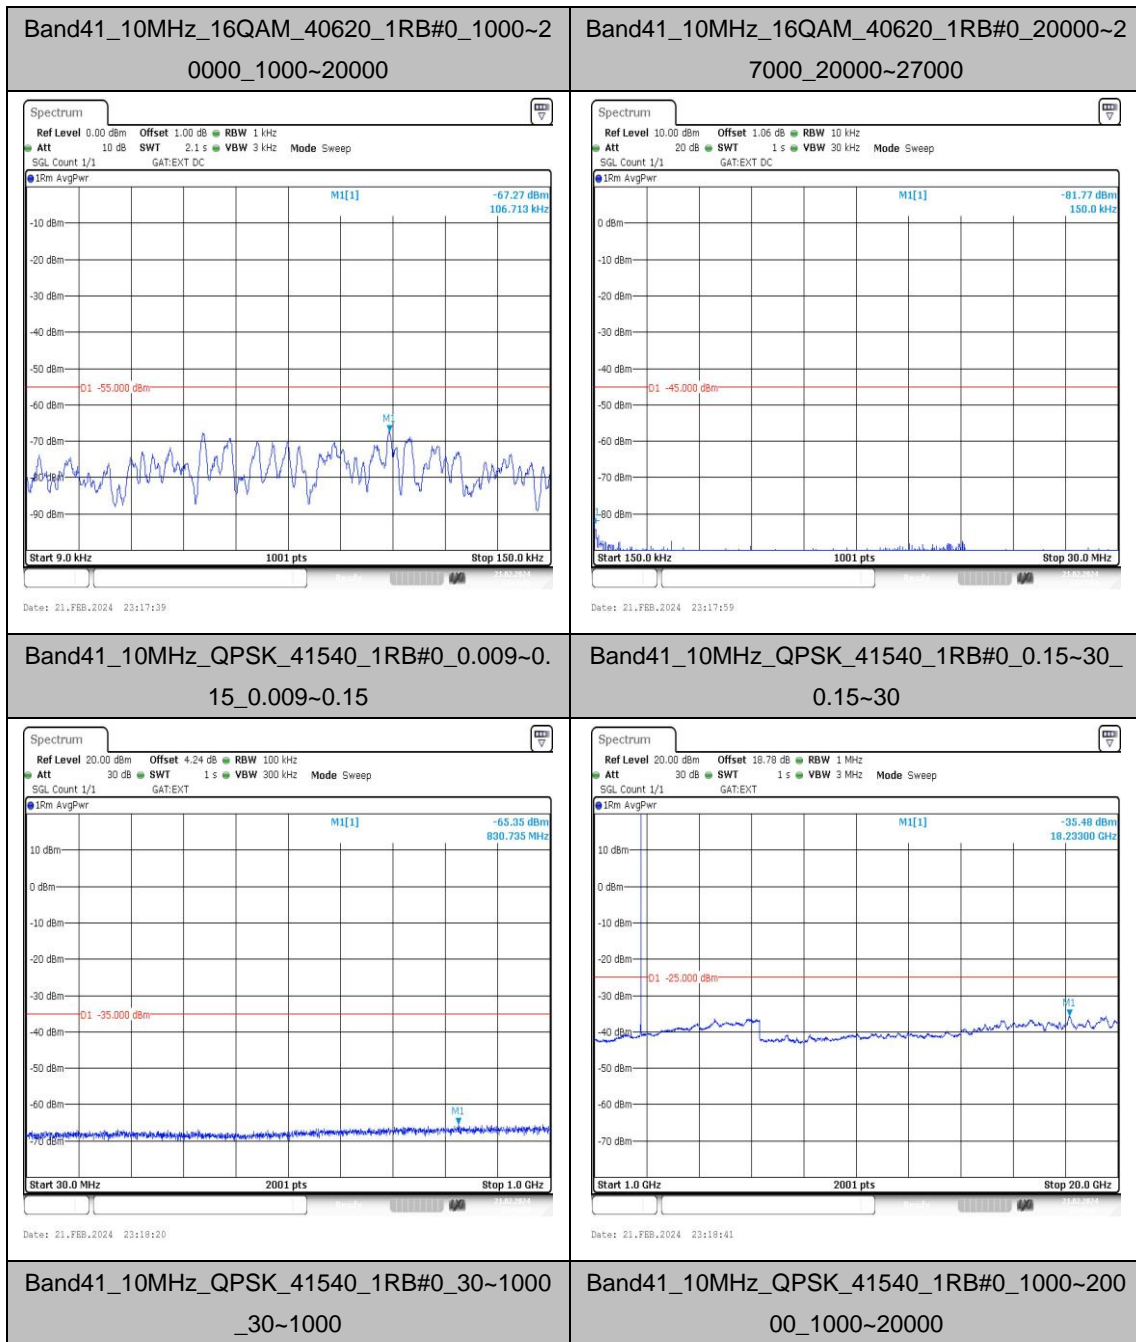 Band41_10MHz_16QAM_40620_1RB#0_1000~2
0000_1000~20000
Band41_10MHz_16QAM_40620_1RB#0_20000~2
7000_20000~27000
Spectrum
Ref Level 0.00 dBm Offset 1.00 dB RBW 1 kHz
Att 10 dB SWT 2.1 s VBW 3 kHz Mode Sweep
SGL Count 1/1 GAT:EXT DC
1Rm AvgPwr
M1[1] -67.27 dBm
106.713 kHz
-10 dBm
-20 dBm
-30 dBm
-40 dBm
-50 dBm
D1 -55.000 dBm
-60 dBm
M1
-70 dBm
-80 dBm
-90 dBm
Start 9.0 kHz 1001 pts Stop 150.0 kHz
Date: 21.FEB.2024 23:17:39
Spectrum
Ref Level 10.00 dBm Offset 1.06 dB RBW 10 kHz
Att 20 dB SWT 1 s VBW 30 kHz Mode Sweep
SGL Count 1/1 GAT:EXT DC
1Rm AvgPwr
M1[1] -81.77 dBm
150.0 kHz
0 dBm
-10 dBm
-20 dBm
-30 dBm
-40 dBm
D1 -45.000 dBm
-50 dBm
-60 dBm
-70 dBm
-80 dBm
Start 150.0 kHz 1001 pts Stop 30.0 MHz
Date: 21.FEB.2024 23:17:59
Band41_10MHz_QPSK_41540_1RB#0_0.009~0.
15_0.009~0.15
Band41_10MHz_QPSK_41540_1RB#0_0.15~30_
0.15~30
Spectrum
Ref Level 20.00 dBm Offset 4.24 dB RBW 100 kHz
Att 30 dB SWT 1 s VBW 300 kHz Mode Sweep
SGL Count 1/1 GAT:EXT
1Rm AvgPwr
M1[1] -65.35 dBm
830.735 MHz
10 dBm
0 dBm
-10 dBm
-20 dBm
-30 dBm
D1 -35.000 dBm
-40 dBm
-50 dBm
-60 dBm
M1
-70 dBm
Start 30.0 MHz 2001 pts Stop 1.0 GHz
Date: 21.FEB.2024 23:18:20
Spectrum
Ref Level 20.00 dBm Offset 18.78 dB RBW 1 MHz
Att 30 dB SWT 1 s VBW 3 MHz Mode Sweep
SGL Count 1/1 GAT:EXT
1Rm AvgPwr
M1[1] -35.48 dBm
18.23300 GHz
10 dBm
0 dBm
-10 dBm
-20 dBm
D1 -25.000 dBm
-30 dBm
M1
-40 dBm
-50 dBm
-60 dBm
-70 dBm
Start 1.0 GHz 2001 pts Stop 20.0 GHz
Date: 21.FEB.2024 23:18:41
Band41_10MHz_QPSK_41540_1RB#0_30~1000
_30~1000
Band41_10MHz_QPSK_41540_1RB#0_1000~200
00_1000~20000